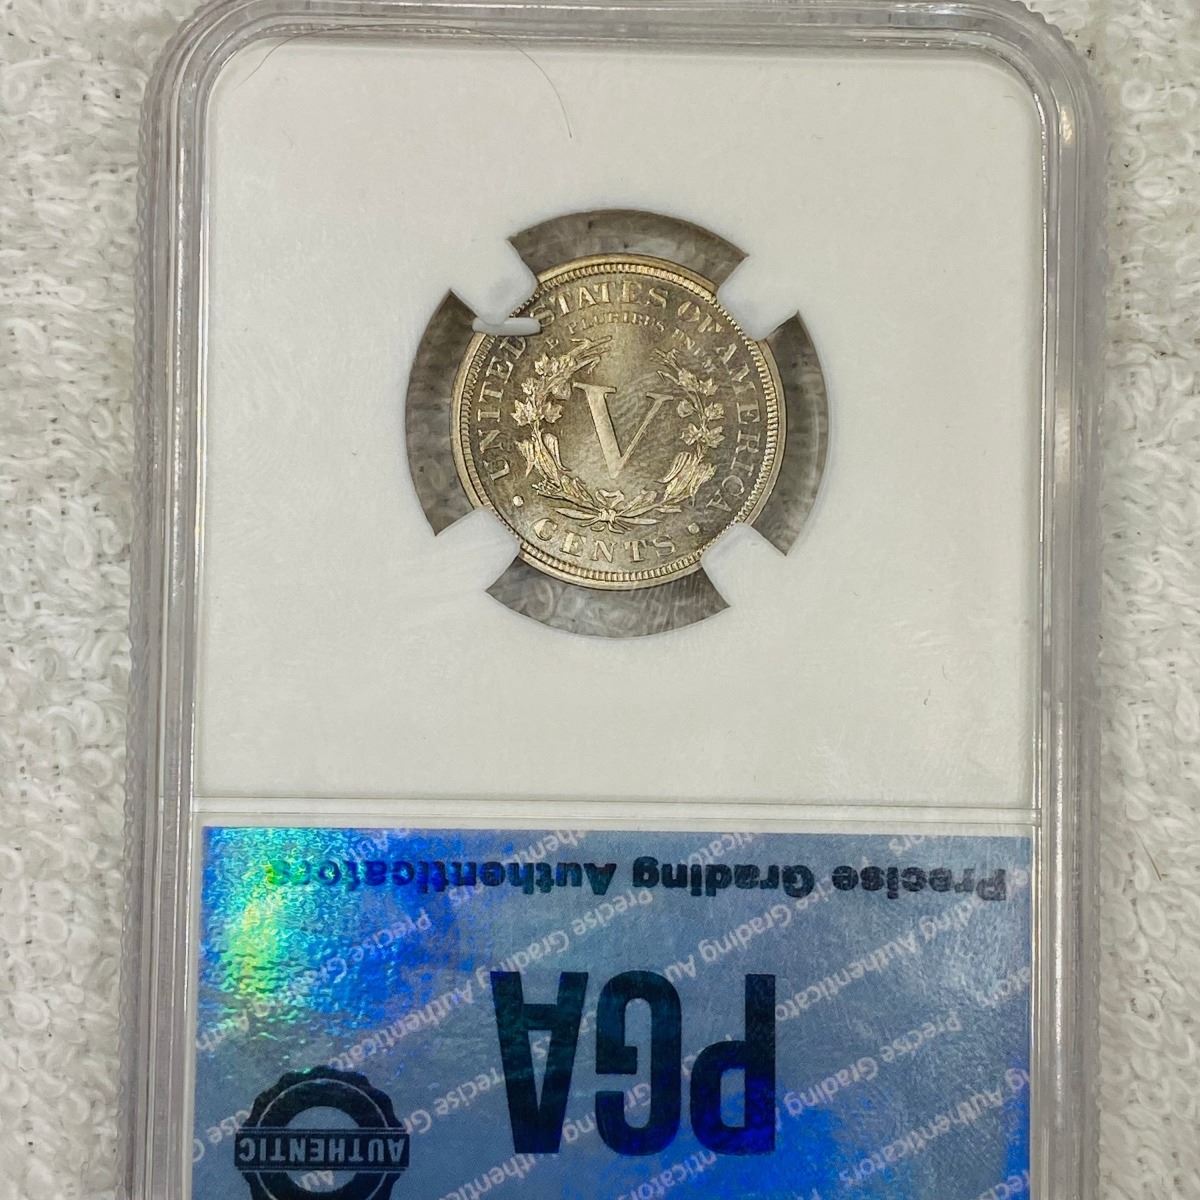 UNITED STATES OF AMERICA
E PLURIBUS UNUM
V
CENTS
Precise Grading Authenticators
PGA
AUTHENTIC